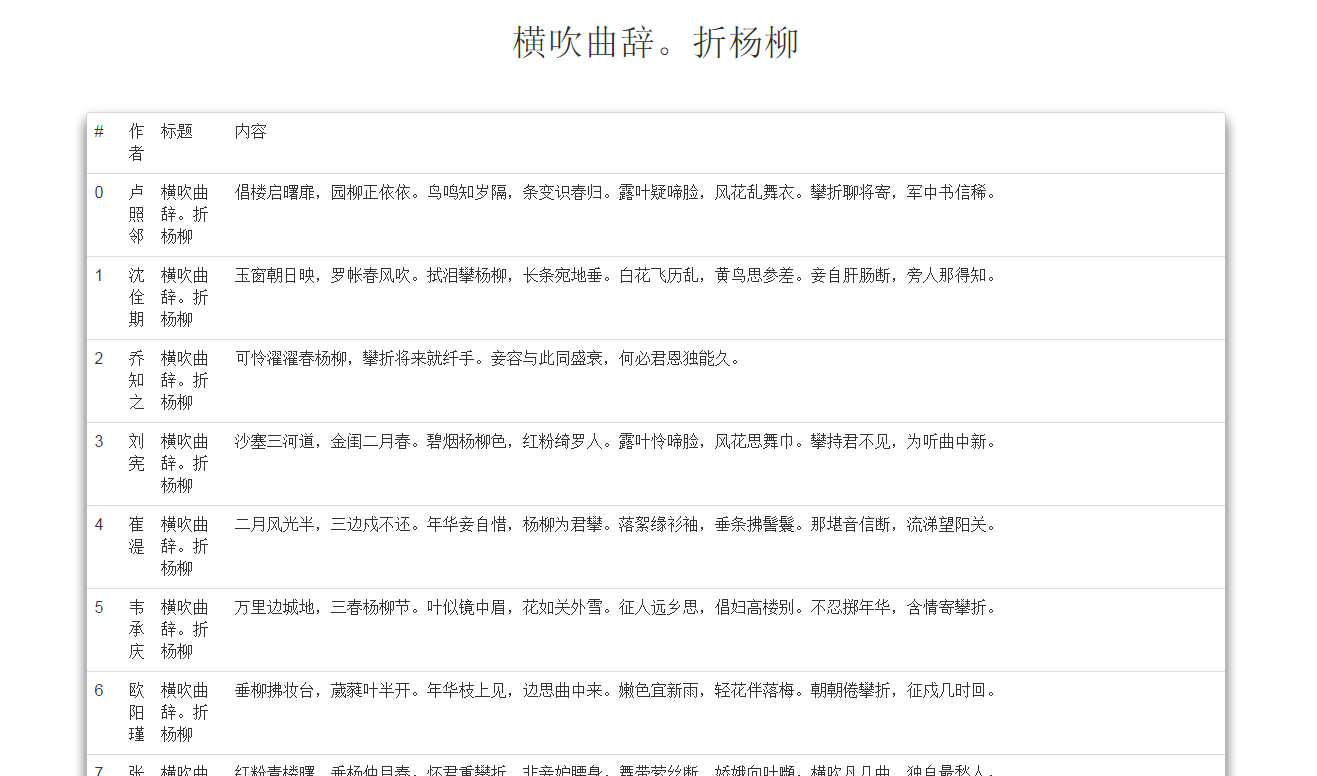 横吹曲辞。折杨柳
# 作 标题 内容
者
0 卢 横吹曲 倡楼启曙扉，园柳正依依。鸟鸣知岁隔，条变识春归。露叶疑啼脸，风花乱舞衣。攀折聊将寄，军中书信稀。
照 辞。折
邻 杨柳
1 沈 横吹曲 玉窗朝日映，罗帐春风吹。拭泪攀杨柳，长条宛地垂。白花飞历乱，黄鸟思参差。妾自肝肠断，旁人那得知。
佺 辞。折
期 杨柳
2 乔 横吹曲 可怜濯濯春杨柳，攀折将来就纤手。妾容与此同盛衰，何必君恩独能久。
知 辞。折
之 杨柳
3 刘 横吹曲 沙塞三河道，金闺二月春。碧烟杨柳色，红粉绮罗人。露叶怜啼脸，风花思舞巾。攀持君不见，为听曲中新。
宪 辞。折
杨柳
4 崔 横吹曲 二月风光半，三边戍不还。年华妾自惜，杨柳为君攀。落絮缘衫袖，垂条拂髻鬟。那堪音信断，流涕望阳关。
湜 辞。折
杨柳
5 韦 横吹曲 万里边城地，三春杨柳节。叶似镜中眉，花如关外雪。征人远乡思，倡妇高楼别。不忍掷年华，含情寄攀折。
承 辞。折
庆 杨柳
6 欧 横吹曲 垂柳拂妆台，葳蕤叶半开。年华枝上见，边思曲中来。嫩色宜新雨，轻花伴落梅。朝朝倦攀折，征戍几时回。
阳 辞。折
瑾 杨柳
7 张 横吹曲 红粉青楼曙，垂杨仲月春。怀君重攀折，非妾妒腰身。舞带萦丝断，娇娥向叶嚬。横吹凡几曲，独自最愁人。